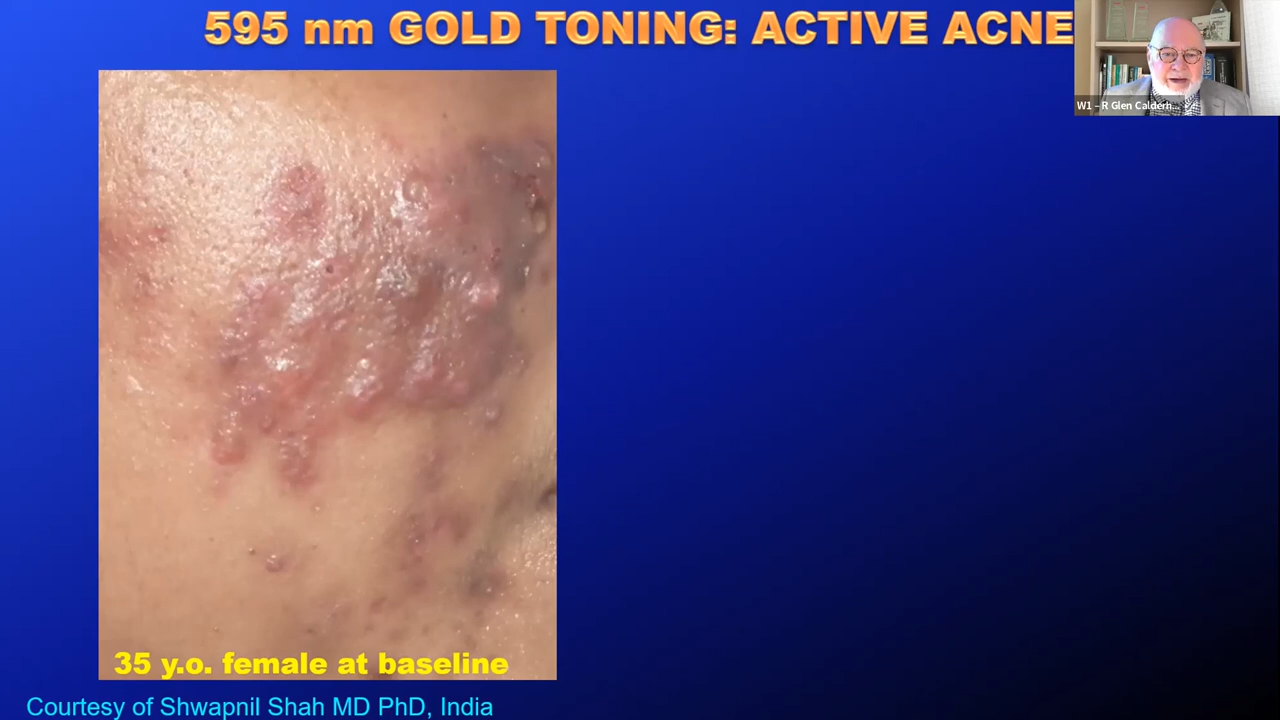 595 nm GOLD TONING: ACTIVE ACNE
W1 – R Glen Calderh...
35 y.o. female at baseline
Courtesy of Shwapnil Shah MD PhD, India